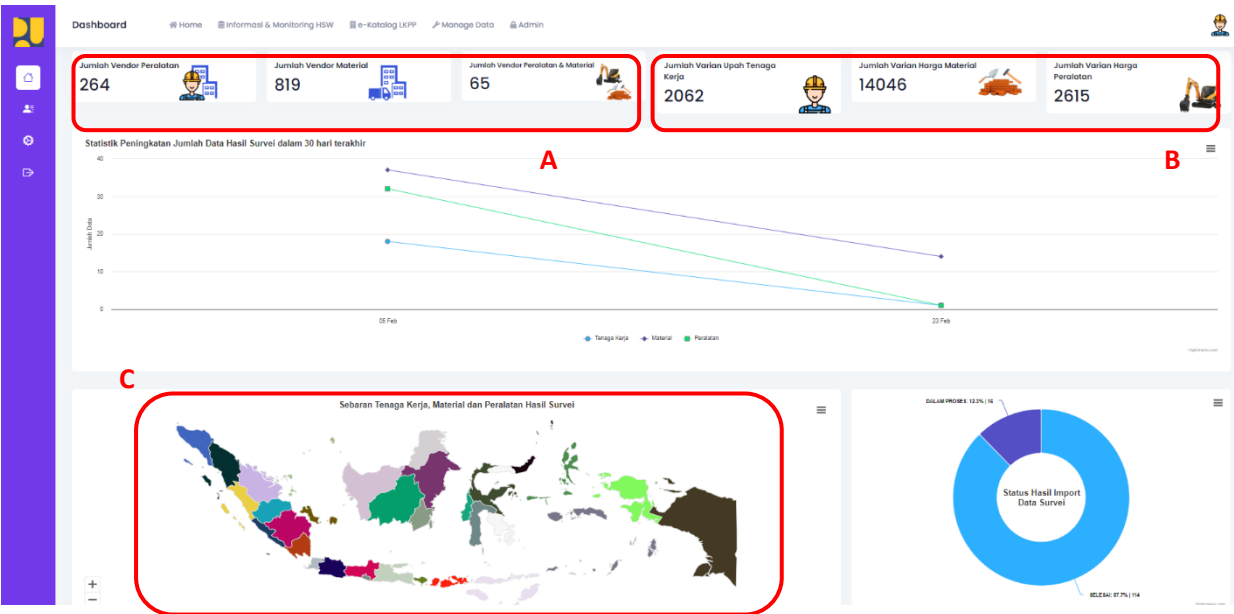 Dashboard
Home
Informasi & Monitoring HSW
e-Katalog LKPP
Manage Data
Admin
Jumlah Vendor Peralatan
264
Jumlah Vendor Material
819
Jumlah Vendor Peralatan & Material
65
Jumlah Varian Upah Tenaga
Kerja
2062
Jumlah Varian Harga Material
14046
Jumlah Varian Harga
Peralatan
2615
A
B
Statistik Peningkatan Jumlah Data Hasil Survei dalam 30 hari terakhir
Jumlah Data
40
30
20
10
0
05 Feb
23 Feb
Tenaga Kerja
Material
Peralatan
Highcharts.com
C
Sebaran Tenaga Kerja, Material dan Peralatan Hasil Survei
+
−
DALAM PROSES: 12.3% | 16
Status Hasil Import
Data Survei
SELESAI: 87.7% | 114